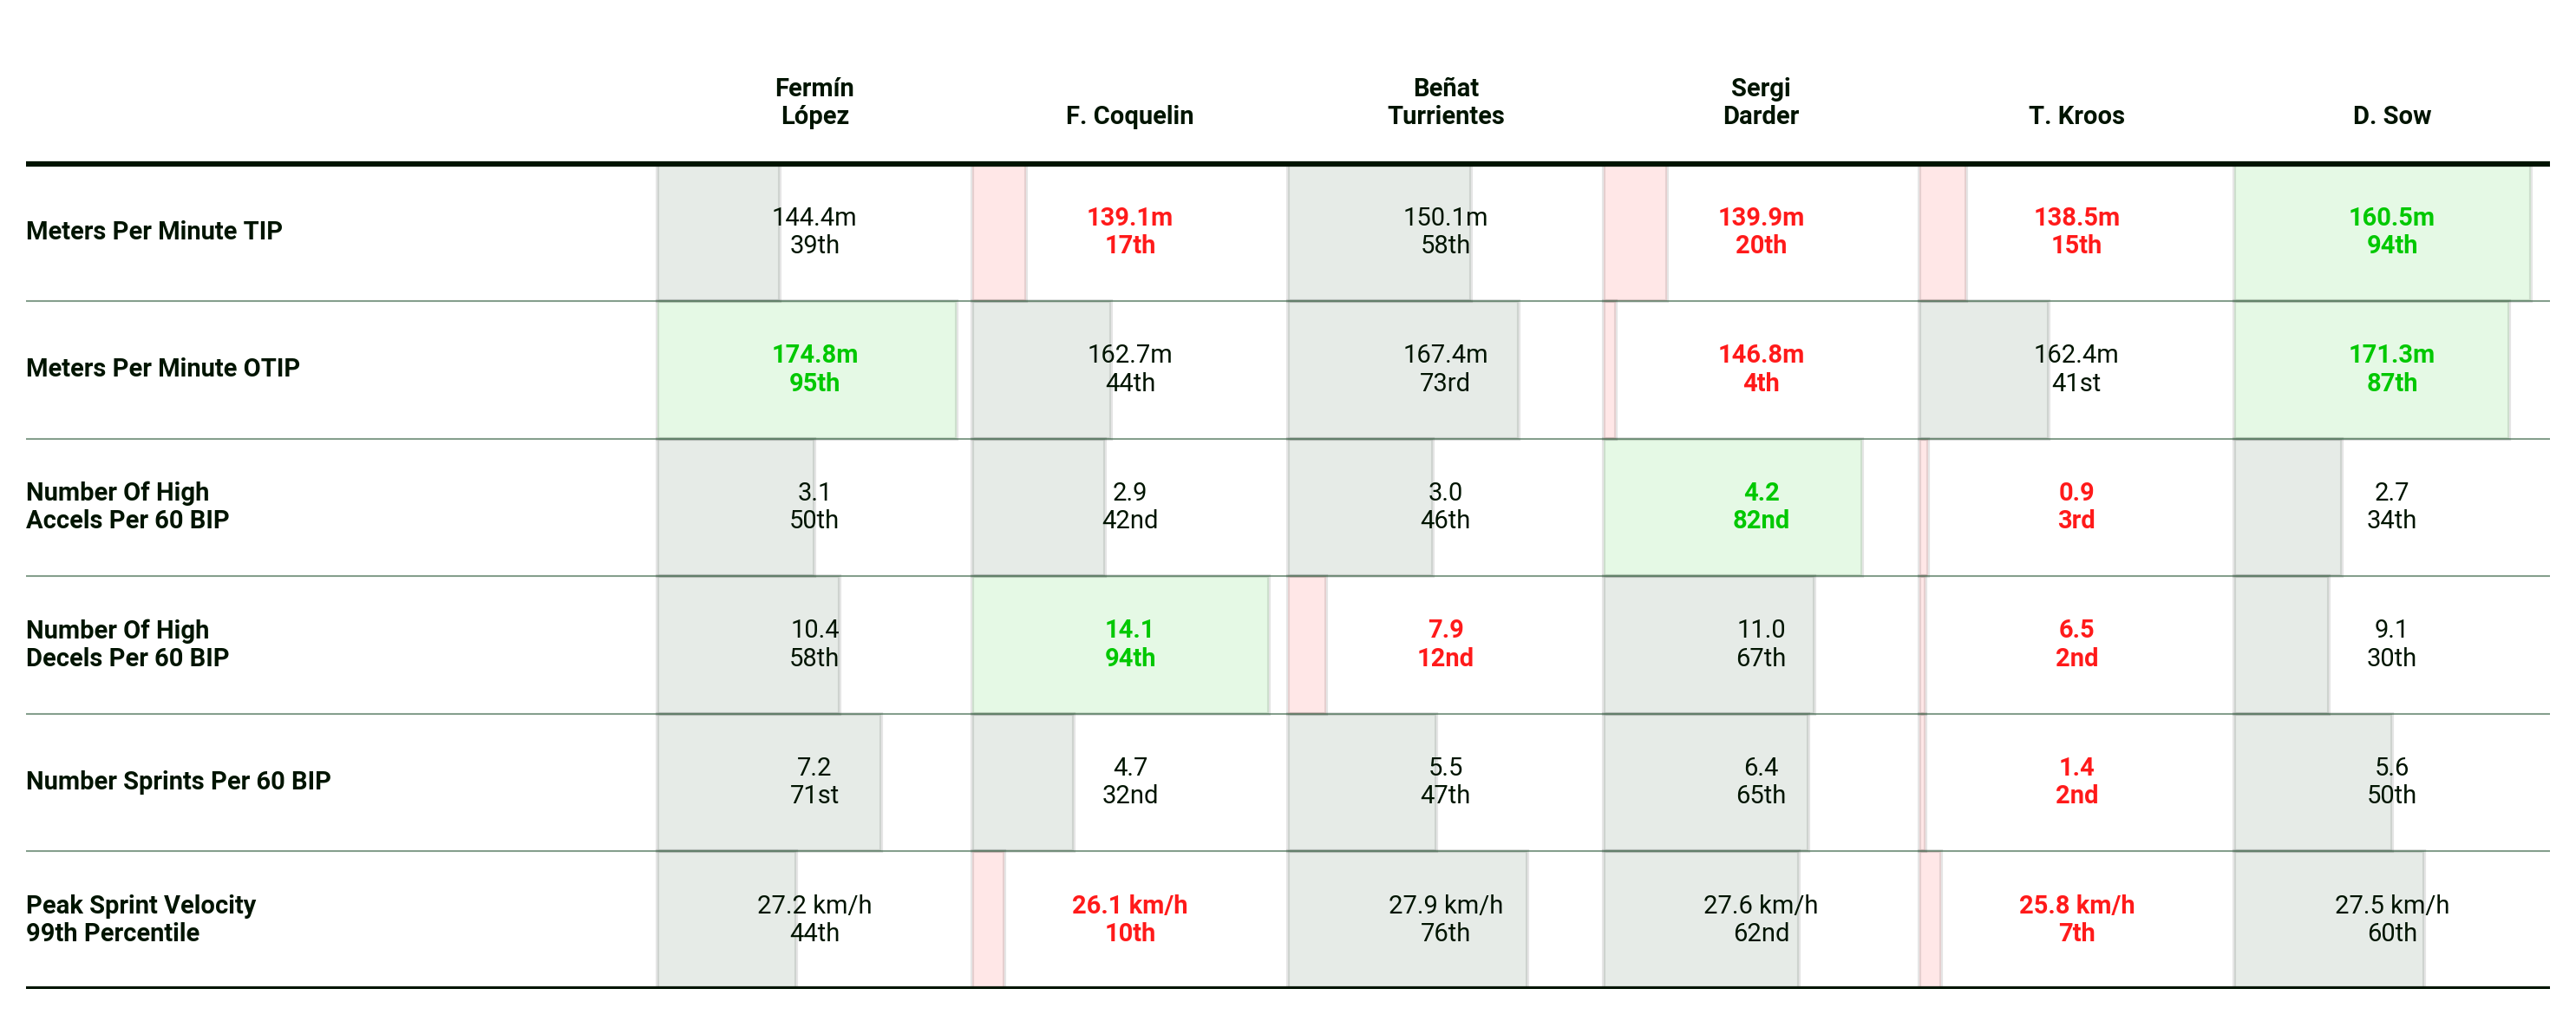 Fermín
López
F. Coquelin
Beñat
Turrientes
Sergi
Darder
T. Kroos
D. Sow
Meters Per Minute TIP
144.4m
39th
139.1m
17th
150.1m
58th
139.9m
20th
138.5m
15th
160.5m
94th
Meters Per Minute OTIP
174.8m
95th
162.7m
44th
167.4m
73rd
146.8m
4th
162.4m
41st
171.3m
87th
Number Of High
Accels Per 60 BIP
3.1
50th
2.9
42nd
3.0
46th
4.2
82nd
0.9
3rd
2.7
34th
Number Of High
Decels Per 60 BIP
10.4
58th
14.1
94th
7.9
12nd
11.0
67th
6.5
2nd
9.1
30th
Number Sprints Per 60 BIP
7.2
71st
4.7
32nd
5.5
47th
6.4
65th
1.4
2nd
5.6
50th
Peak Sprint Velocity
99th Percentile
27.2 km/h
44th
26.1 km/h
10th
27.9 km/h
76th
27.6 km/h
62nd
25.8 km/h
7th
27.5 km/h
60th